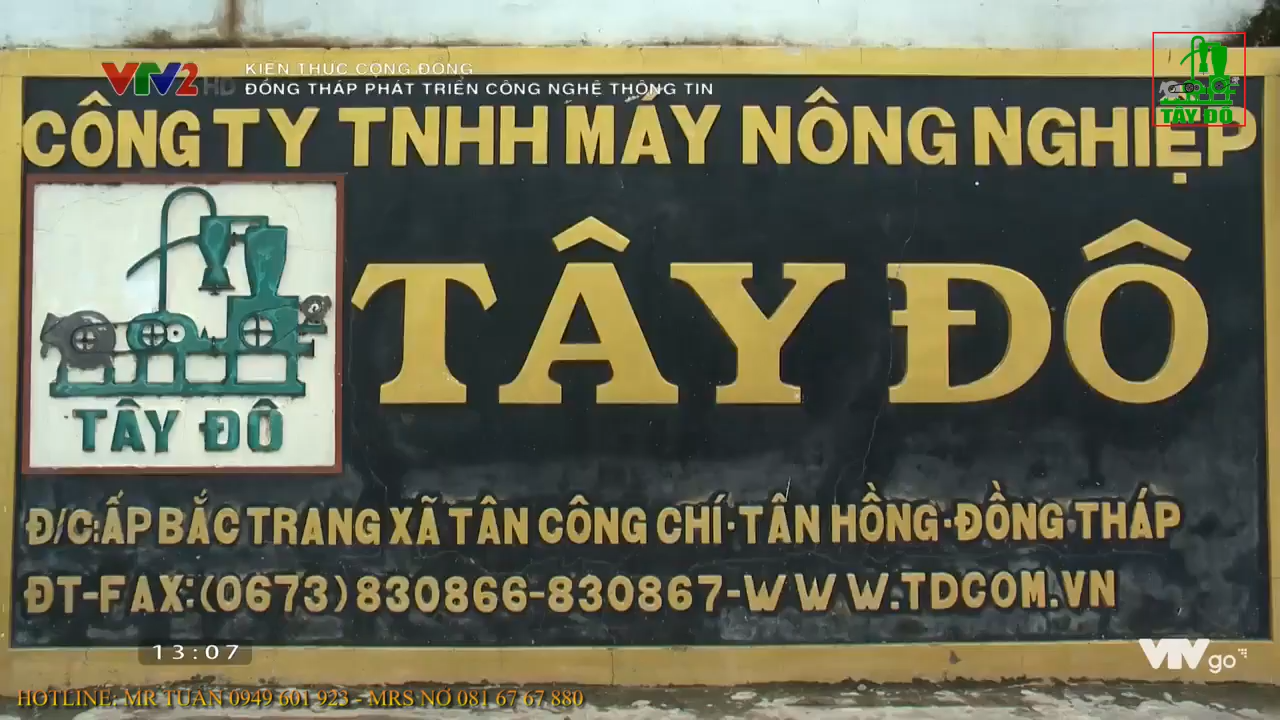 VTV2 HD
KIẾN THỨC CỘNG ĐỒNG
ĐỒNG THÁP PHÁT TRIỂN CÔNG NGHỆ THÔNG TIN
TÂY ĐÔ
CÔNG TY TNHH MÁY NÔNG NGHIỆP
TÂY ĐÔ
TÂY ĐÔ
Đ/C:ẤP BẮC TRANG XÃ TÂN CÔNG CHÍ·TÂN HỒNG·ĐỒNG THÁP
ĐT-FAX:(0673)830866-830867-WWW.TDCOM.VN
13:07
VTVgo
HOTLINE: MR TUẤN 0949 601 923 - MRS NỞ 081 67 67 880